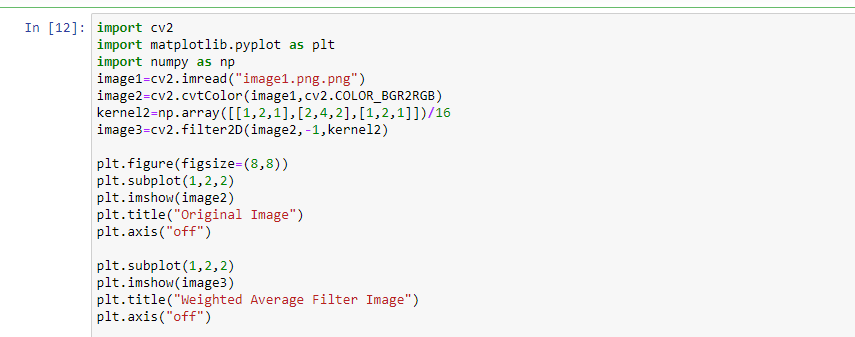 In [12]: import cv2
import matplotlib.pyplot as plt
import numpy as np
image1=cv2.imread("image1.png.png")
image2=cv2.cvtColor(image1,cv2.COLOR_BGR2RGB)
kernel2=np.array([[1,2,1],[2,4,2],[1,2,1]])/16
image3=cv2.filter2D(image2,-1,kernel2)

plt.figure(figsize=(8,8))
plt.subplot(1,2,2)
plt.imshow(image2)
plt.title("Original Image")
plt.axis("off")

plt.subplot(1,2,2)
plt.imshow(image3)
plt.title("Weighted Average Filter Image")
plt.axis("off")